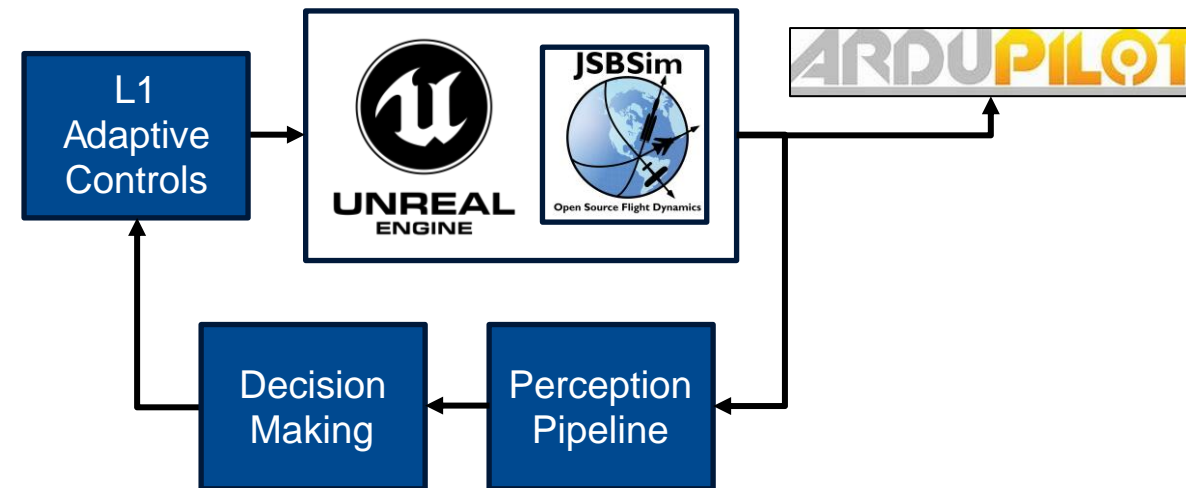 L1
Adaptive
Controls
UNREAL
ENGINE
JSBSim
Open Source Flight Dynamics
ARDUPILOT
Decision
Making
Perception
Pipeline